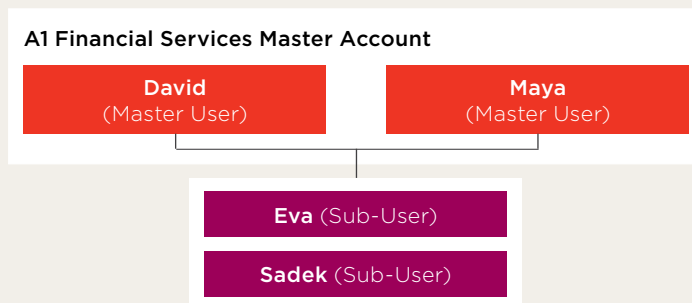 A1 Financial Services Master Account
David
(Master User)
Maya
(Master User)
Eva (Sub-User)
Sadek (Sub-User)